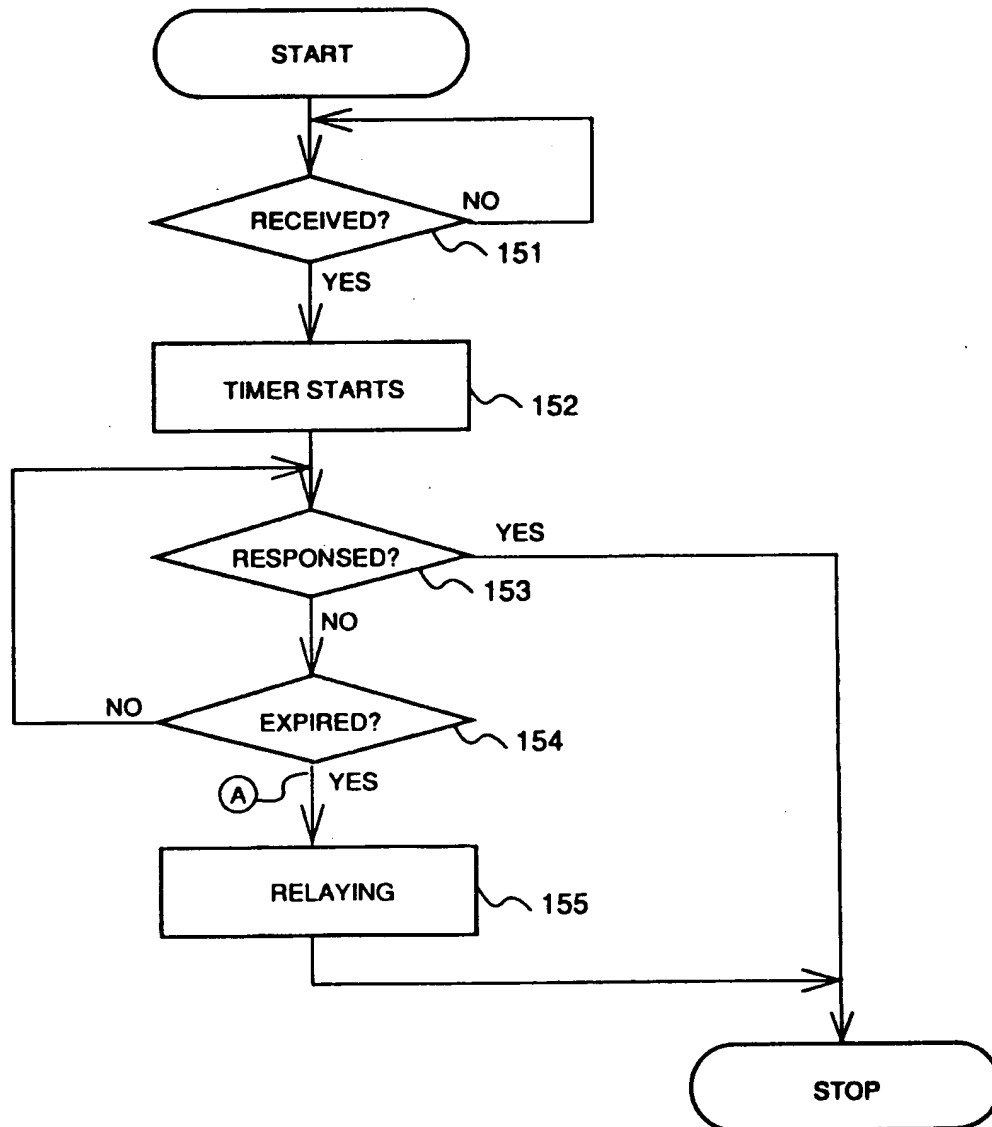 START
RECEIVED?
NO
151
YES
TIMER STARTS
152
RESPONSED?
YES
153
NO
NO
EXPIRED?
154
A
YES
RELAYING
155
STOP